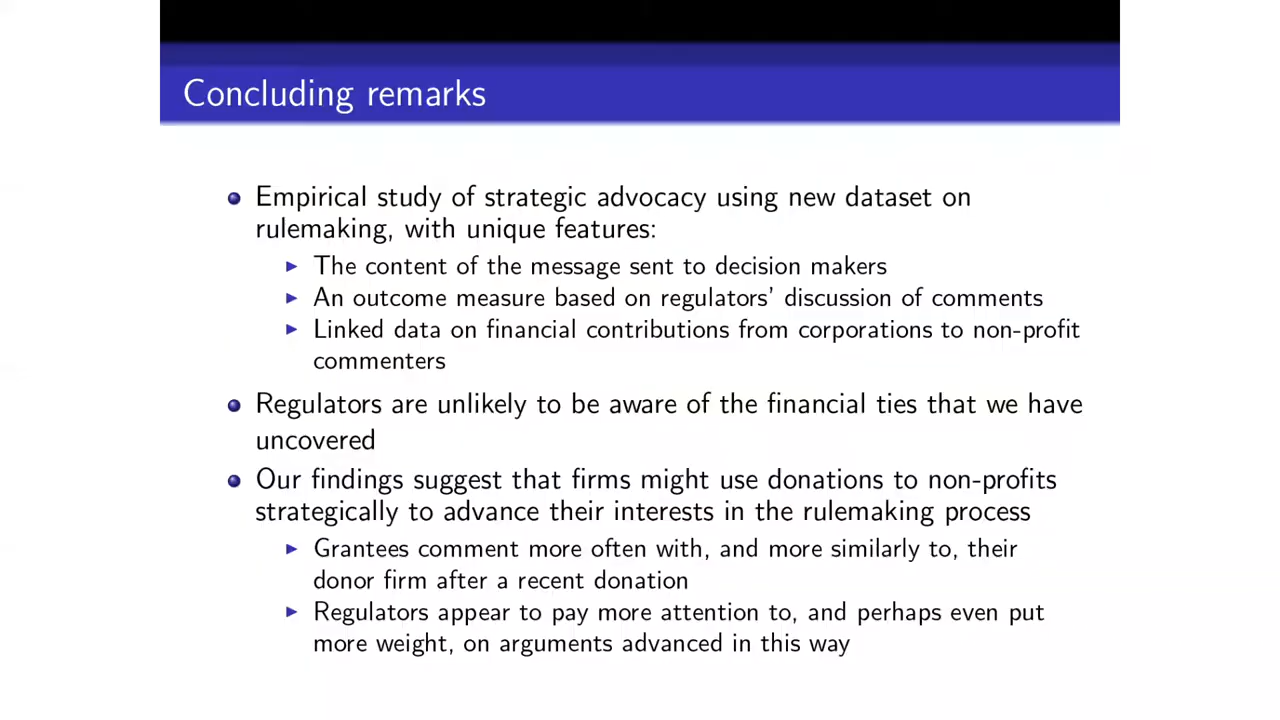 Concluding remarks
Empirical study of strategic advocacy using new dataset on
rulemaking, with unique features:
The content of the message sent to decision makers
An outcome measure based on regulators' discussion of comments
Linked data on financial contributions from corporations to non-profit
commenters
Regulators are unlikely to be aware of the financial ties that we have
uncovered
Our findings suggest that firms might use donations to non-profits
strategically to advance their interests in the rulemaking process
Grantees comment more often with, and more similarly to, their
donor firm after a recent donation
Regulators appear to pay more attention to, and perhaps even put
more weight, on arguments advanced in this way